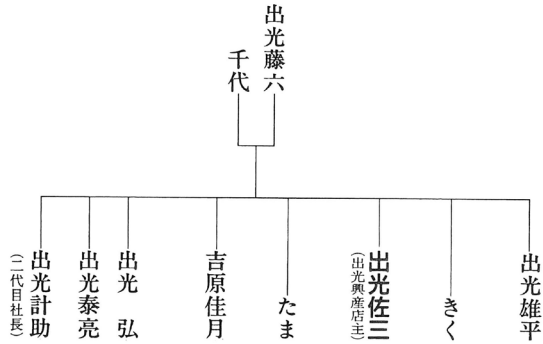 出光藤六
千代
出光雄平
きく
出光佐三
(出光興産店主)
たま
吉原佳月
出光 弘
出光泰亮
出光計助
(二代目社長)